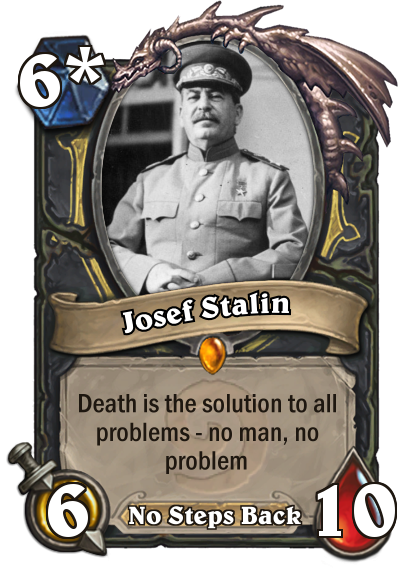 6*
Josef Stalin
Death is the solution to all
problems - no man, no
problem
6
No Steps Back
10